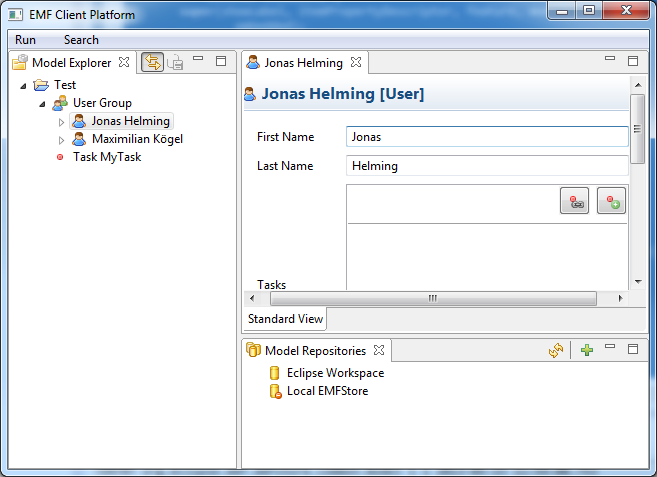 EMF Client Platform
Run Search
Model Explorer
Test
User Group
Jonas Helming
Maximilian Kögel
Task MyTask
Jonas Helming
Jonas Helming [User]
First Name Jonas
Last Name Helming
Tasks
Standard View
Model Repositories
Eclipse Workspace
Local EMFStore